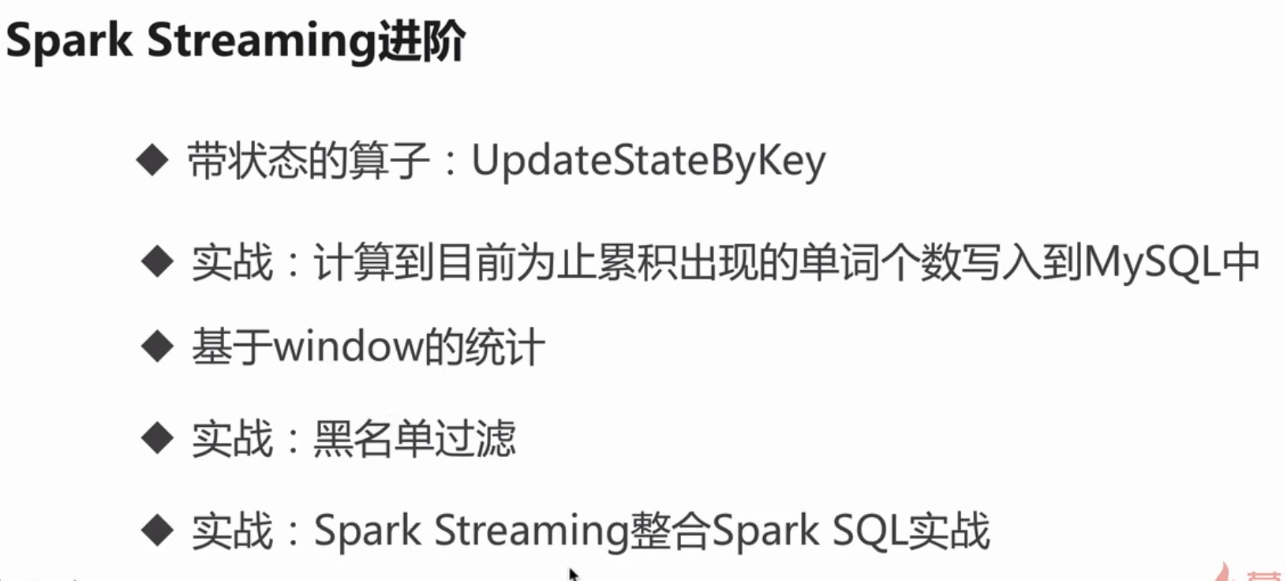 Spark Streaming进阶
带状态的算子：UpdateStateByKey
实战：计算到目前为止累积出现的单词个数写入到MySQL中
基于window的统计
实战：黑名单过滤
实战：Spark Streaming整合Spark SQL实战